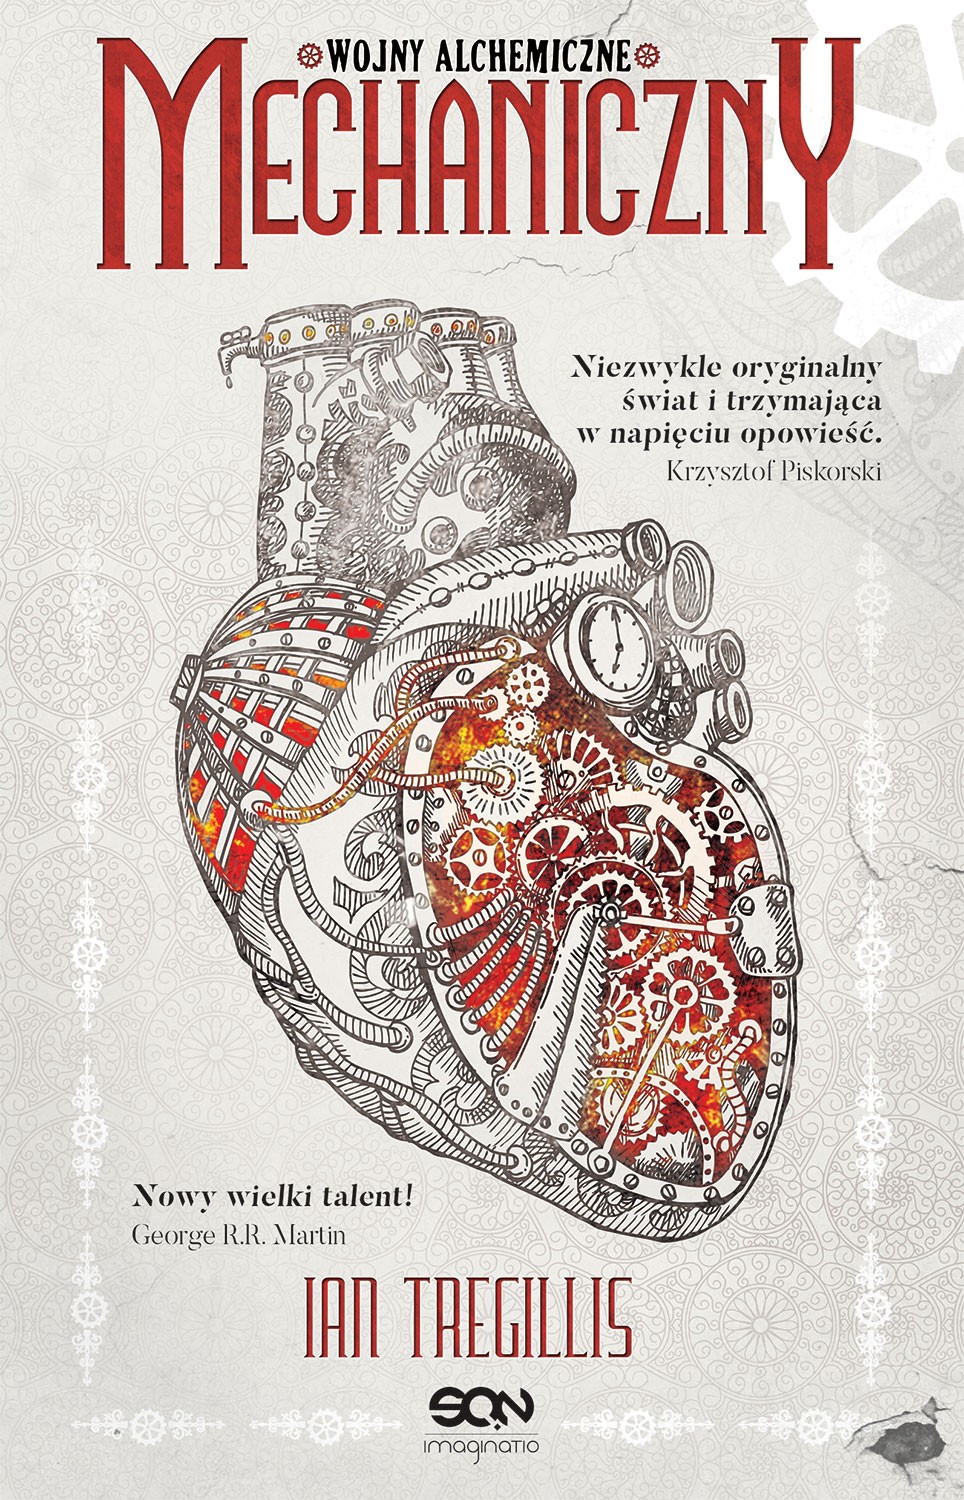 WOJNY ALCHEMICZNE
MECHANICZNY
Niezwykle oryginalny
świat i trzymająca
w napięciu opowieść.
Krzysztof Piskorski
Nowy wielki talent!
George R.R. Martin
IAN TREGILLIS
SQN
imaginatio